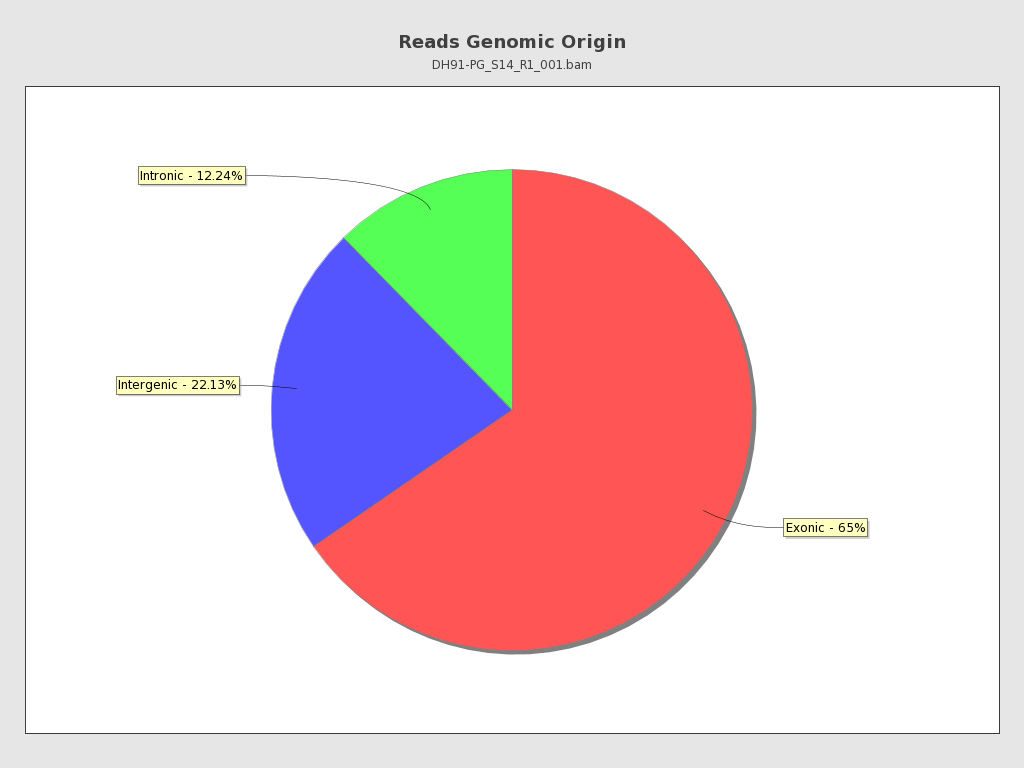 Reads Genomic Origin
DH91-PG_S14_R1_001.bam
Intronic - 12.24%
Intergenic - 22.13%
Exonic - 65%